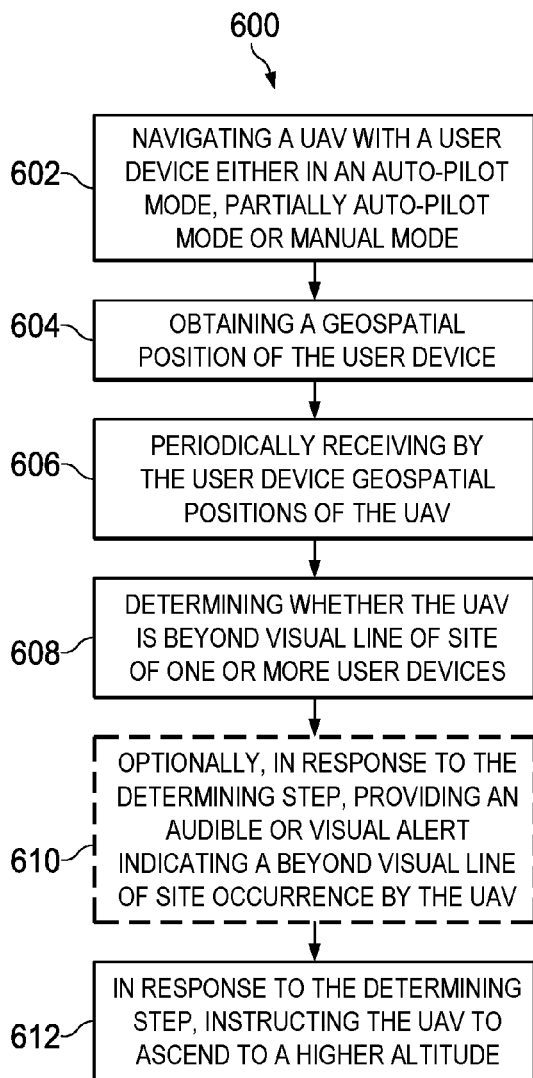 600
602
NAVIGATING A UAV WITH A USER
DEVICE EITHER IN AN AUTO-PILOT
MODE, PARTIALLY AUTO-PILOT
MODE OR MANUAL MODE
604
OBTAINING A GEOSPATIAL
POSITION OF THE USER DEVICE
606
PERIODICALLY RECEIVING BY
THE USER DEVICE GEOSPATIAL
POSITIONS OF THE UAV
608
DETERMINING WHETHER THE UAV
IS BEYOND VISUAL LINE OF SITE
OF ONE OR MORE USER DEVICES
610
OPTIONALLY, IN RESPONSE TO THE
DETERMINING STEP, PROVIDING AN
AUDIBLE OR VISUAL ALERT
INDICATING A BEYOND VISUAL LINE
OF SITE OCCURRENCE BY THE UAV
612
IN RESPONSE TO THE DETERMINING
STEP, INSTRUCTING THE UAV TO
ASCEND TO A HIGHER ALTITUDE